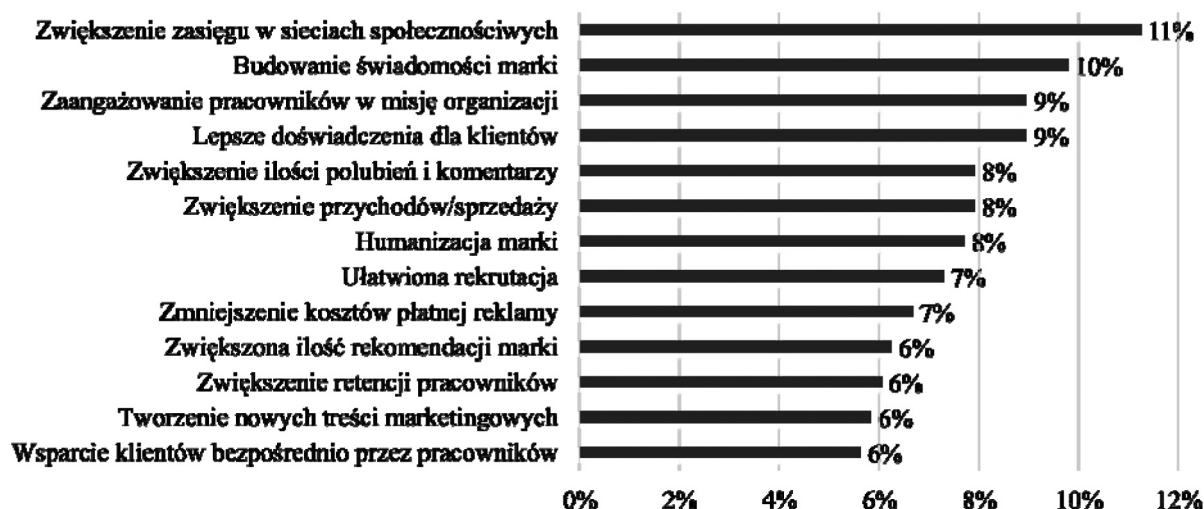 Zwiększenie zasięgu w sieciach społecznościwych 11%
Budowanie świadomości marki 10%
Zaangażowanie pracowników w misję organizacji 9%
Lepsze doświadczenia dla klientów 9%
Zwiększenie ilości polubień i komentarzy 8%
Zwiększenie przychodów/sprzedaży 8%
Humanizacja marki 8%
Ułatwiona rekrutacja 7%
Zmniejszenie kosztów płatnej reklamy 7%
Zwiększona ilość rekomendacji marki 6%
Zwiększenie retencji pracowników 6%
Tworzenie nowych treści marketingowych 6%
Wsparcie klientów bezpośrednio przez pracowników 6%
0% 2% 4% 6% 8% 10% 12%